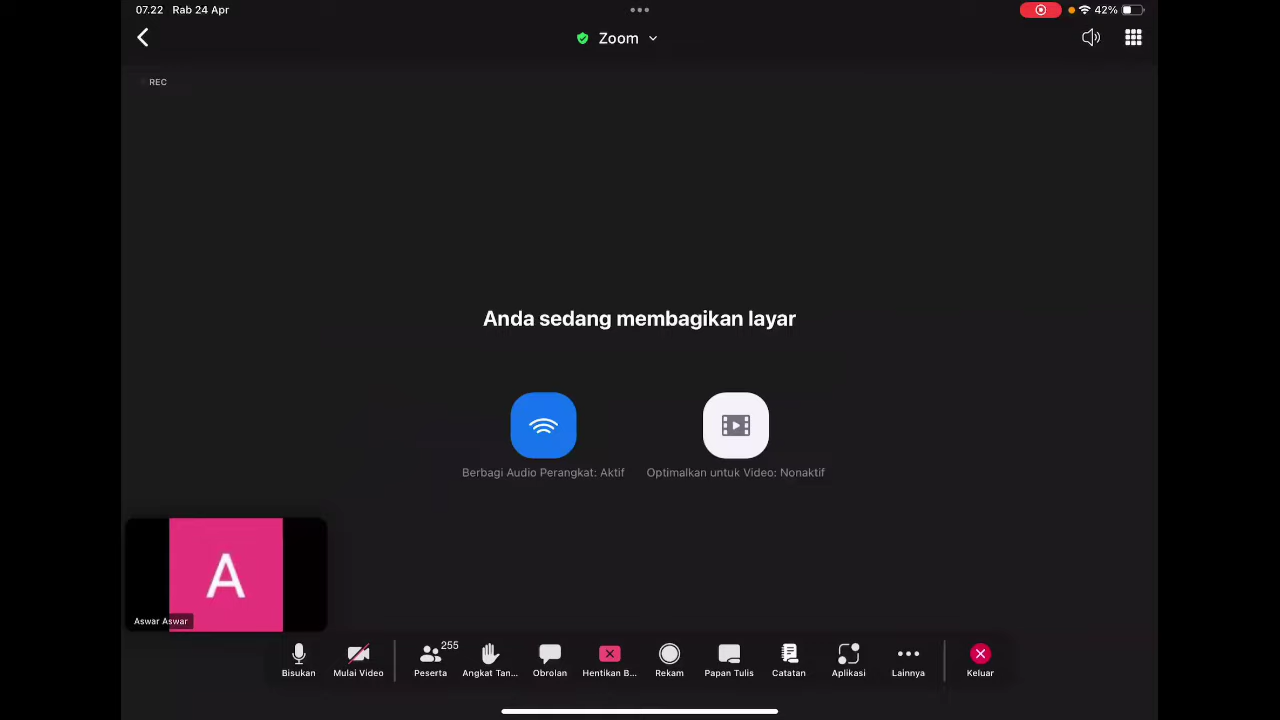 07.22 Rab 24 Apr
42%
Zoom
REC
Anda sedang membagikan layar
Berbagi Audio Perangkat: Aktif
Optimalkan untuk Video: Nonaktif
A
Aswar Aswar
255
Bisukan
Mulai Video
Peserta
Angkat Tan...
Obrolan
Hentikan B...
Rekam
Papan Tulis
Catatan
Aplikasi
Lainnya
Keluar